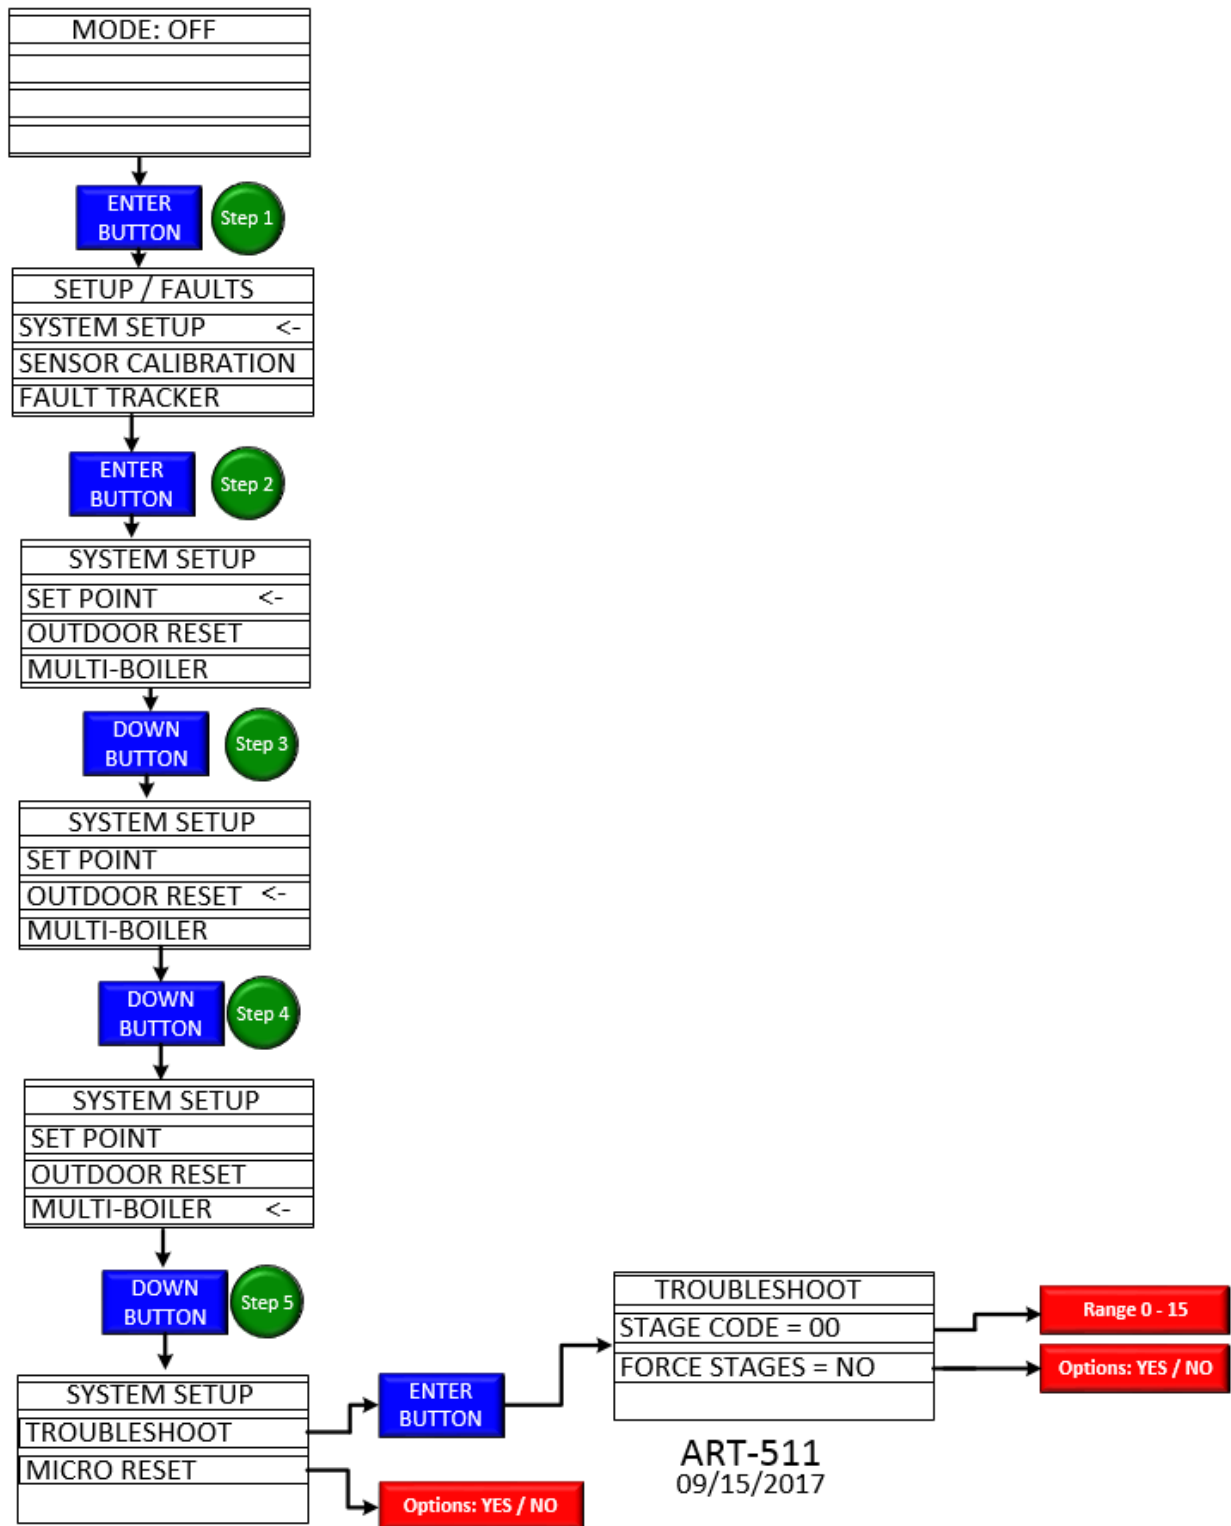 MODE: OFF
ENTER
BUTTON
Step 1
SETUP / FAULTS
SYSTEM SETUP <-
SENSOR CALIBRATION
FAULT TRACKER
ENTER
BUTTON
Step 2
SYSTEM SETUP
SET POINT <-
OUTDOOR RESET
MULTI-BOILER
DOWN
BUTTON
Step 3
SYSTEM SETUP
SET POINT
OUTDOOR RESET <-
MULTI-BOILER
DOWN
BUTTON
Step 4
SYSTEM SETUP
SET POINT
OUTDOOR RESET
MULTI-BOILER <-
DOWN
BUTTON
Step 5
SYSTEM SETUP
TROUBLESHOOT
MICRO RESET
ENTER
BUTTON
Options: YES / NO
TROUBLESHOOT
STAGE CODE = 00
FORCE STAGES = NO
Range 0 - 15
Options: YES / NO
ART-511
09/15/2017